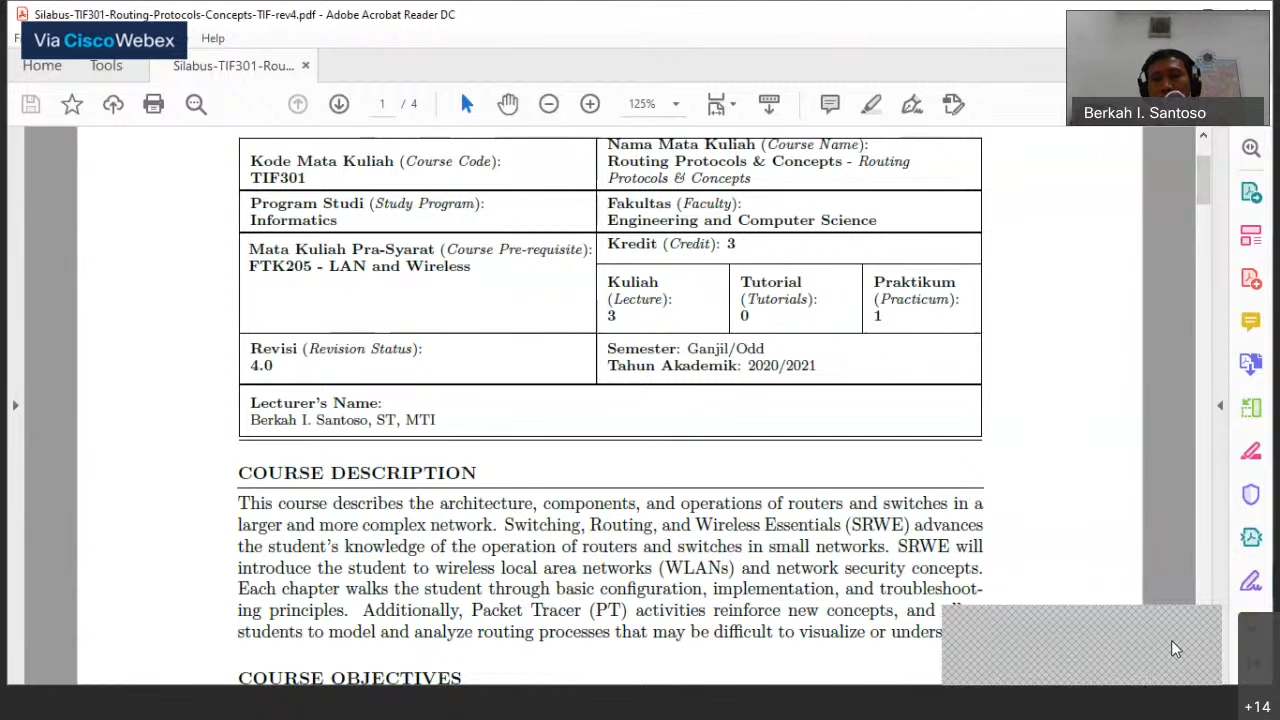 Silabus-TIF301-Routing-Protocols-Concepts-TIF-rev4.pdf - Adobe Acrobat Reader DC
Via CiscoWebex
Help
Home Tools Silabus-TIF301-Rou... ×
1 / 4 125%
Berkah I. Santoso
Kode Mata Kuliah (Course Code):
TIF301
Nama Mata Kuliah (Course Name):
Routing Protocols & Concepts - Routing
Protocols & Concepts
Program Studi (Study Program):
Informatics
Fakultas (Faculty):
Engineering and Computer Science
Mata Kuliah Pra-Syarat (Course Pre-requisite):
FTK205 - LAN and Wireless
Kredit (Credit): 3
Kuliah
(Lecture):
3
Tutorial
(Tutorials):
0
Praktikum
(Practicum):
1
Revisi (Revision Status):
4.0
Semester: Ganjil/Odd
Tahun Akademik: 2020/2021
Lecturer's Name:
Berkah I. Santoso, ST, MTI
COURSE DESCRIPTION
This course describes the architecture, components, and operations of routers and switches in a
larger and more complex network. Switching, Routing, and Wireless Essentials (SRWE) advances
the student's knowledge of the operation of routers and switches in small networks. SRWE will
introduce the student to wireless local area networks (WLANs) and network security concepts.
Each chapter walks the student through basic configuration, implementation, and troubleshoot-
ing principles. Additionally, Packet Tracer (PT) activities reinforce new concepts, and
students to model and analyze routing processes that may be difficult to visualize or unders
COURSE OBJECTIVES
+14